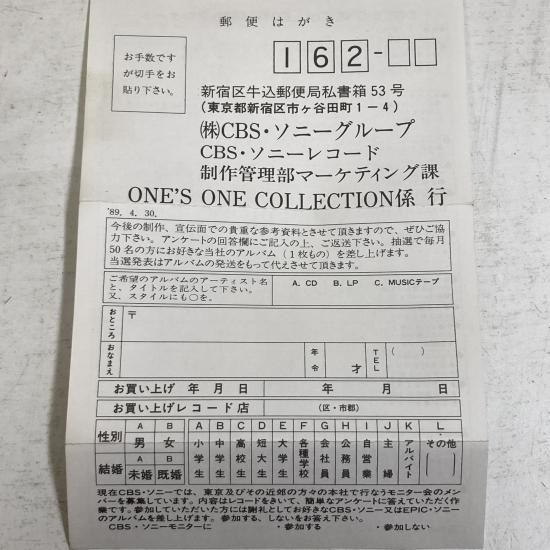 郵便はがき
お手数です
が切手をお
貼り下さい。
162-
新宿区牛込郵便局私書箱53号
(東京都新宿区市ヶ谷田町1-4)
㈱CBS・ソニーグループ
CBS・ソニーレコード
制作管理部マーケティング課
ONE'S ONE COLLECTION係 行
'89. 4. 30.
今後の制作、宣伝面での貴重な参考資料とさせて頂きますので、ぜひご協
力下さい。アンケートの回答欄にご記入の上、ご返送下さい。抽選で毎月
50名の方にお好きな当社のアルバム(1枚もの)を差し上げます。
当選発表はアルバムの発送をもって代えさせて頂きます。
ご希望のアルバムのアーティスト名
と、タイトルを記入して下さい。
又、スタイルにも○を。
A. CD B. LP C. MUSICテープ
おところ
〒
おなまえ
年令
才
TEL
( )
お買い上げ 年 月 日
年 月 日
お買い上げレコード店
(区・市郡)
性別
A 男
B 女
結婚
A 未婚
B 既婚
A 小学生
B 中学生
C 高校生
D 短大生
E 大学生
F 各種学校
G 会社員
H 公務員
I 自営業
J 主婦
K アルバイト
L その他
( )
現在CBS・ソニーでは、東京及びその近郊の方々の本社で行なうモニター会のメン
バーを募集しています。内容はレコードをきいて、簡単なアンケートに答えていただく作
業です。参加していただいた方には謝礼としてお好きなCBS・ソニー又はEPIC・ソニー
のアルバムを差し上げます。参加する、しないをお答え下さい。
CBS・ソニーモニターに ・参加する ・参加しない